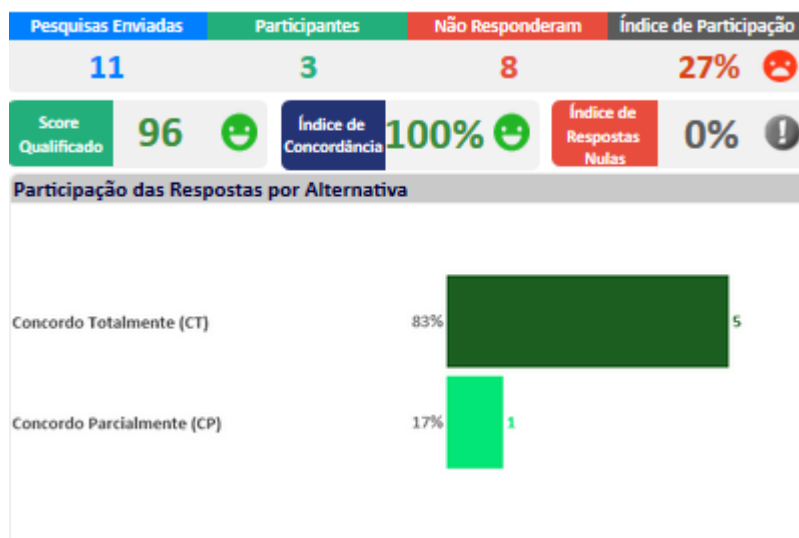 Pesquisas Enviadas Participantes Não Responderam Índice de Participação
11 3 8 27%
Score Qualificado 96 Índice de Concordância 100% Índice de Respostas Nulas 0%
Participação das Respostas por Alternativa
Concordo Totalmente (CT) 83% 5
Concordo Parcialmente (CP) 17% 1